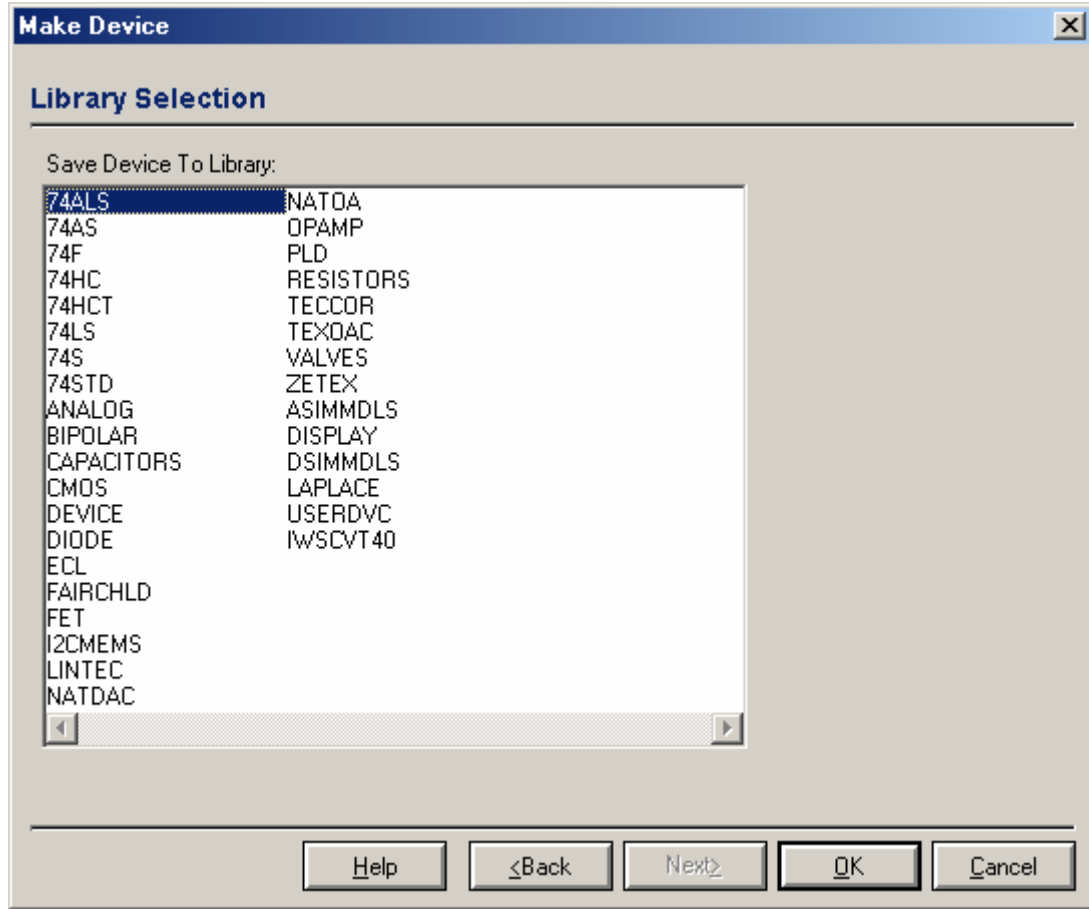 Make Device
Library Selection
Save Device To Library:
74ALS
74AS
74F
74HC
74HCT
74LS
74S
74STD
ANALOG
BIPOLAR
CAPACITORS
CMOS
DEVICE
DIODE
ECL
FAIRCHLD
FET
I2CMEMS
LINTEC
NATDAC
NATOA
OPAMP
PLD
RESISTORS
TECCOR
TEXOAC
VALVES
ZETEX
ASIMMDLS
DISPLAY
DSIMMDLS
LAPLACE
USERDVC
IWSCVT40
Help
<Back
Next>
OK
Cancel